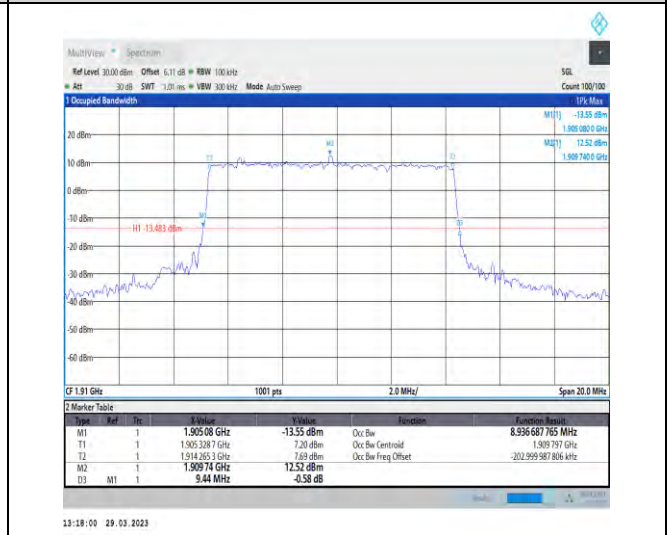 MultiView Spectrum
Ref Level 30.00 dBm Offset 6.11 dB RBW 100 kHz SGL
Att 30 dB SWT 1.01 ms VBW 300 kHz Mode Auto Sweep Count 100/100
1 Occupied Bandwidth 1Pk Max
M1[1] -13.55 dBm
1.905 080 0 GHz
20 dBm
M2[1] 12.52 dBm
M2
1.909 740 0 GHz
10 dBm
0 dBm
-10 dBm
M1
D3
H1 -13.483 dBm
-20 dBm
-30 dBm
-40 dBm
-50 dBm
-60 dBm
CF 1.91 GHz 1001 pts 2.0 MHz/ Span 20.0 MHz
2 Marker Table
Type Ref Trc X-Value Y-Value Function Function Result
M1 1 1.905 08 GHz -13.55 dBm Occ Bw 8.936 687 765 MHz
T1 1 1.905 328 7 GHz 7.20 dBm Occ Bw Centroid 1.909 797 GHz
T2 1 1.914 265 3 GHz 7.69 dBm Occ Bw Freq Offset -202.999 987 806 kHz
M2 1 1.909 74 GHz 12.52 dBm
D3 M1 1 9.44 MHz -0.58 dB
13:18:00 29.03.2023